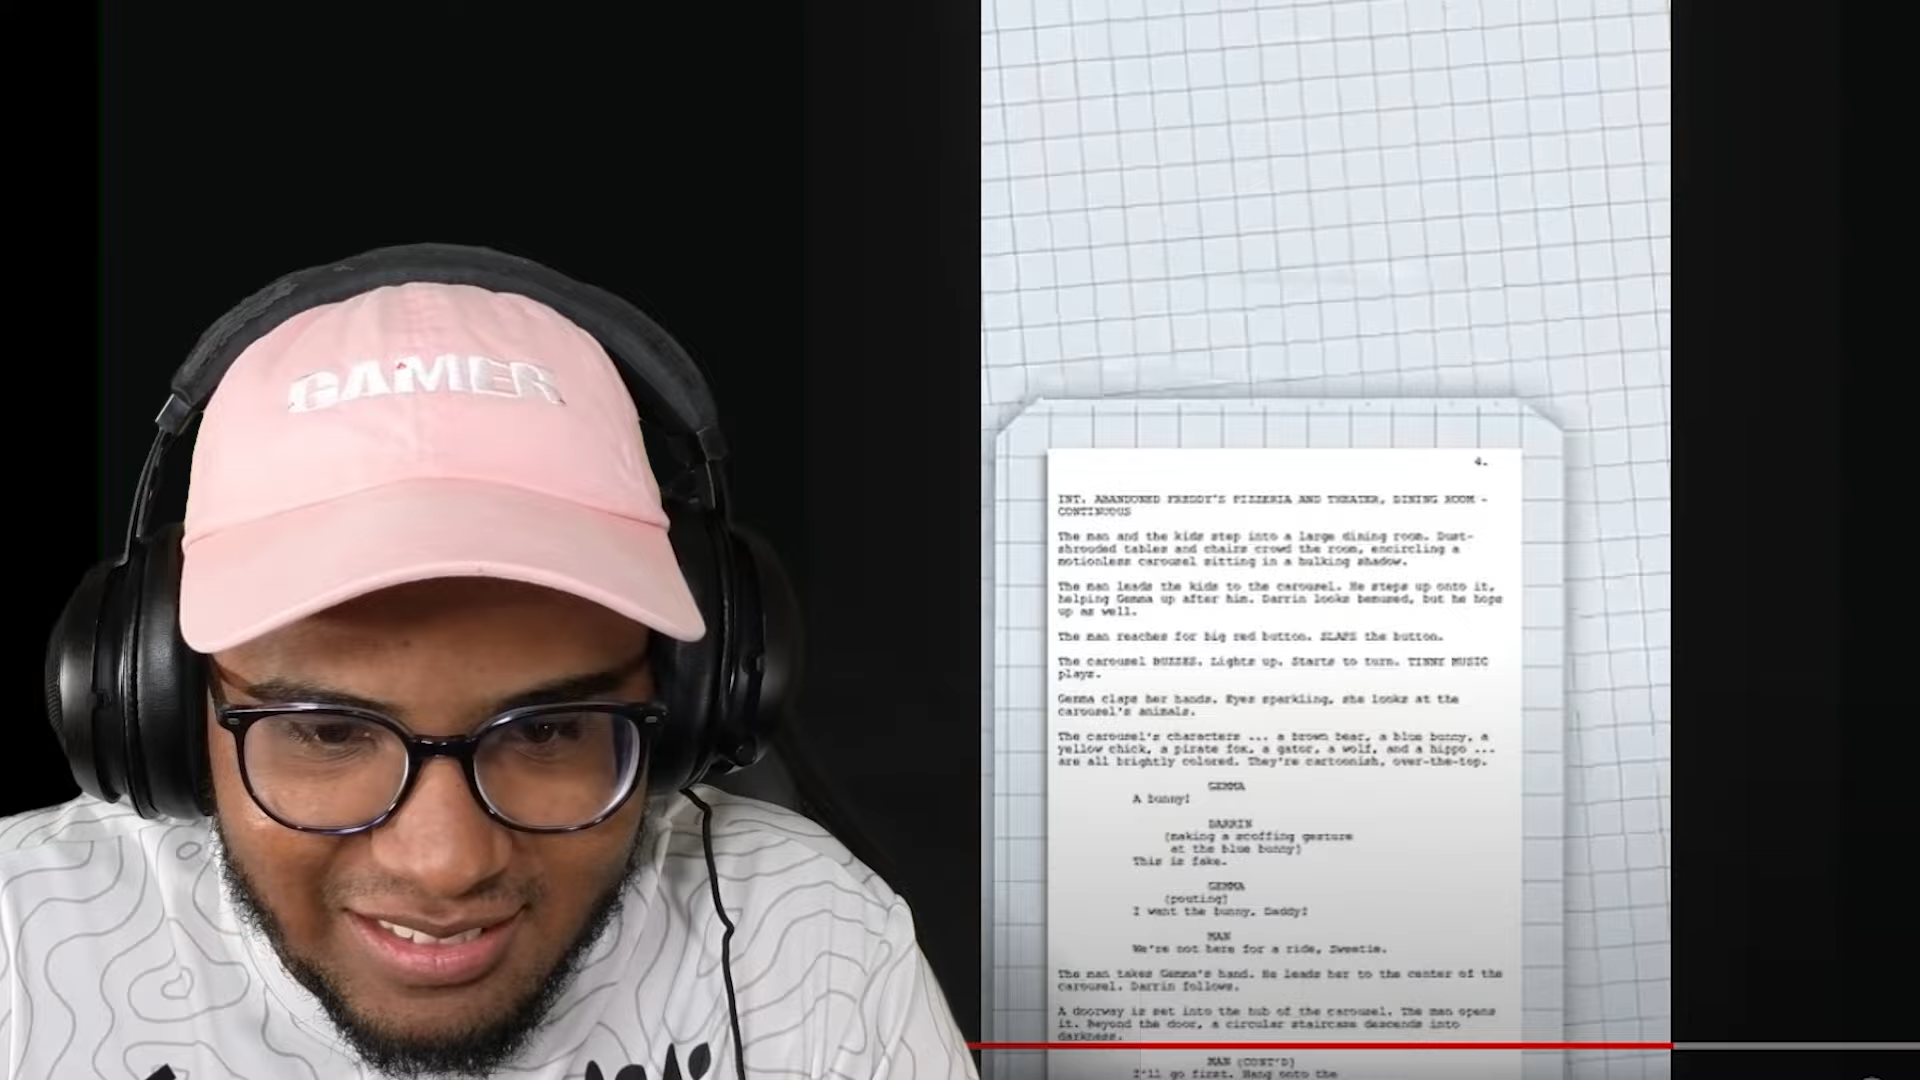 GAMER
4.
INT. ABANDONED FREDDY'S PIZZERIA AND THEATER, DINING ROOM -
CONTINUOUS
The man and the kids step into a large dining room. Dust-
shrouded tables and chairs crowd the room, encircling a
motionless carousel sitting in a hulking shadow.
The man leads the kids to the carousel. He steps up onto it,
helping Gemma up after him. Darrin looks bemused, but he hops
up as well.
The man reaches for big red button. SLAPS the button.
The carousel BUZZES. Lights up. Starts to turn. TINNY MUSIC
plays.
Gemma claps her hands. Eyes sparkling, she looks at the
carousel's animals.
The carousel's characters ... a brown bear, a blue bunny, a
yellow chick, a pirate fox, a gator, a wolf, and a hippo ...
are all brightly colored. They're cartoonish, over-the-top.
GEMMA
A bunny!
DARRIN
(making a scoffing gesture
at the blue bunny)
This is fake.
GEMMA
(pouting)
I want the bunny, Daddy!
MAN
We're not here for a ride, Sweetie.
The man takes Gemma's hand. He leads her to the center of the
carousel. Darrin follows.
A doorway is set into the hub of the carousel. The man opens
it. Beyond the door, a circular staircase descends into
darkness.
MAN (CONT'D)
I'll go first. Hang onto the